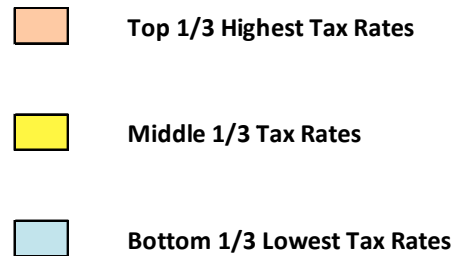 Top 1/3 Highest Tax Rates
Middle 1/3 Tax Rates
Bottom 1/3 Lowest Tax Rates